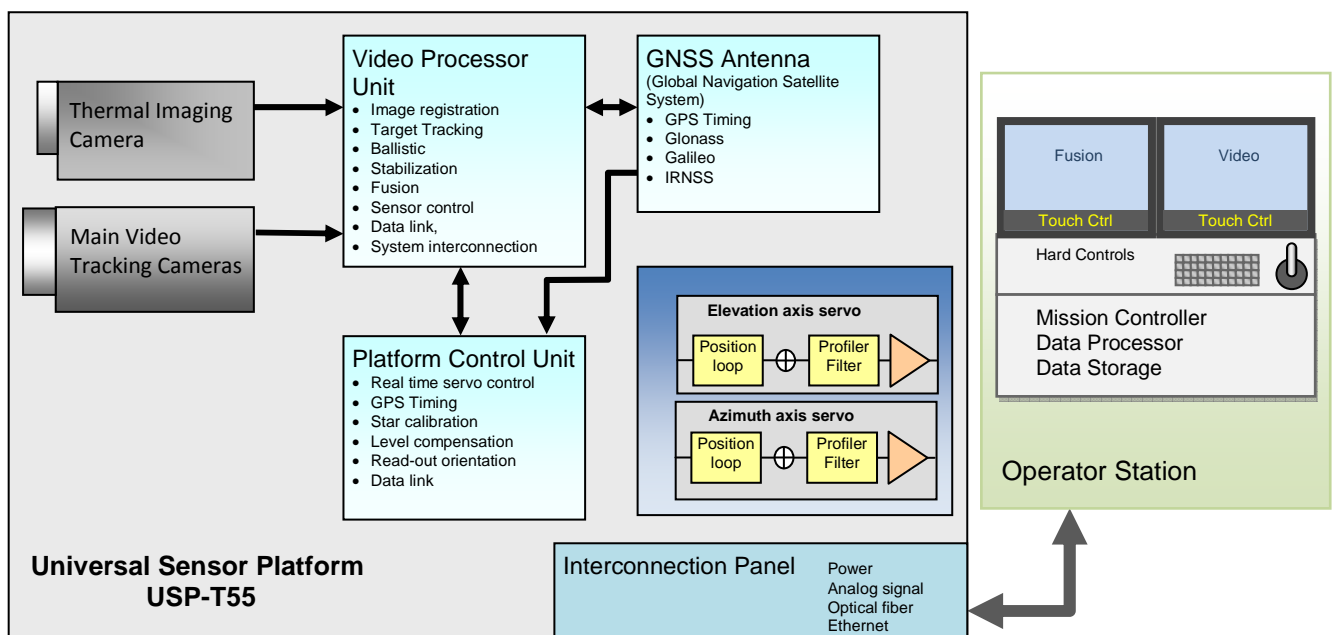 Thermal Imaging
Camera
Main Video
Tracking Cameras
Video Processor
Unit
• Image registration
• Target Tracking
• Ballistic
• Stabilization
• Fusion
• Sensor control
• Data link,
• System interconnection
GNSS Antenna
(Global Navigation Satellite
System)
• GPS Timing
• Glonass
• Galileo
• IRNSS
Platform Control Unit
• Real time servo control
• GPS Timing
• Star calibration
• Level compensation
• Read-out orientation
• Data link
Elevation axis servo
Position
loop
Profiler
Filter
Azimuth axis servo
Position
loop
Profiler
Filter
Universal Sensor Platform
USP-T55
Interconnection Panel
Power
Analog signal
Optical fiber
Ethernet
Fusion
Video
Touch Ctrl
Touch Ctrl
Hard Controls
Mission Controller
Data Processor
Data Storage
Operator Station